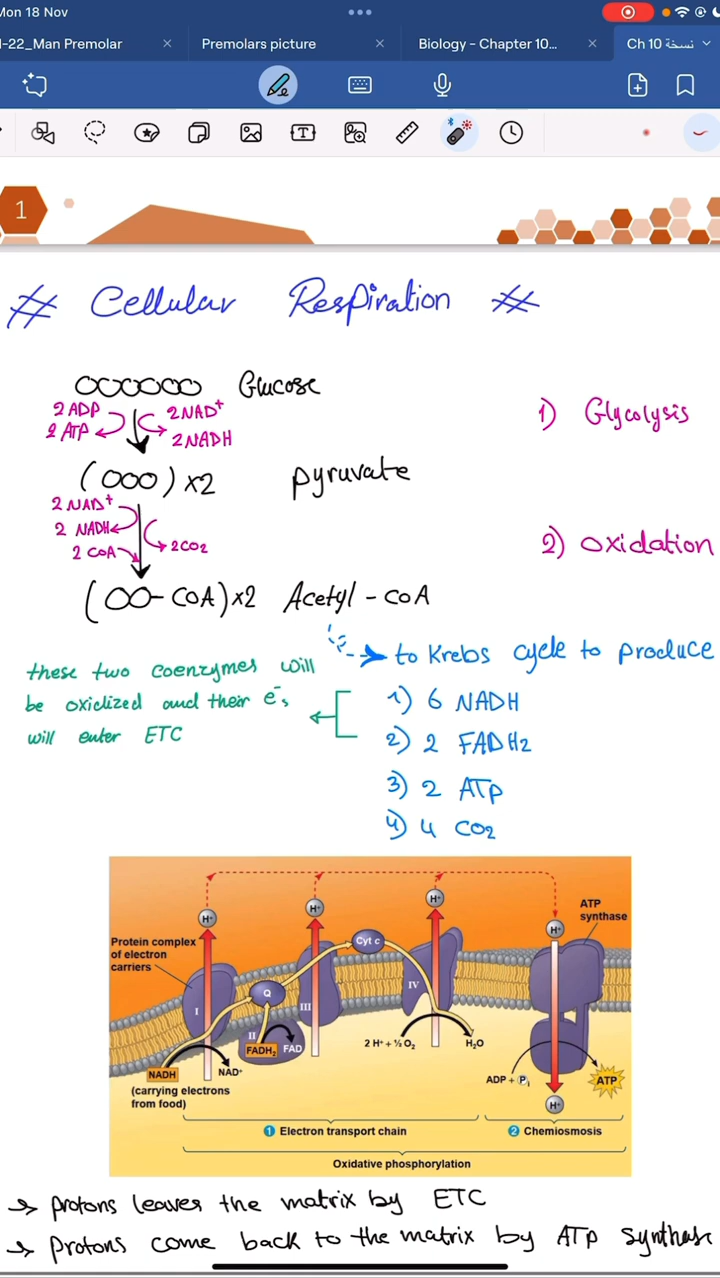 Mon 18 Nov
l-22_Man Premolar
Premolars picture
Biology - Chapter 10...
Ch 10 نسخة
1
# Cellular Respiration #
Glucose
2 ADP
2 ATP
2 NAD+
2 NADH
1) Glycolysis
(OOO) x2 pyruvate
2 NAD+
2 NADH
2 CoA
2 CO2
2) oxidation
(OO-COA) x2 Acetyl - COA
to Krebs cycle to produce
these two coenzymes will
be oxidized and their e-s
will enter ETC
1) 6 NADH
2) 2 FADH2
3) 2 ATP
4) 4 CO2
Protein complex
of electron
carriers
H+
H+
H+
H+
ATP
synthase
Cyt c
Q
I
II
III
IV
FADH2
FAD
2 H+ + ½ O2
H2O
NADH
NAD+
(carrying electrons
from food)
ADP + Pi
ATP
H+
1 Electron transport chain
2 Chemiosmosis
Oxidative phosphorylation
→ protons leaves the matrix by ETC
→ Protons come back to the matrix by ATP synthase